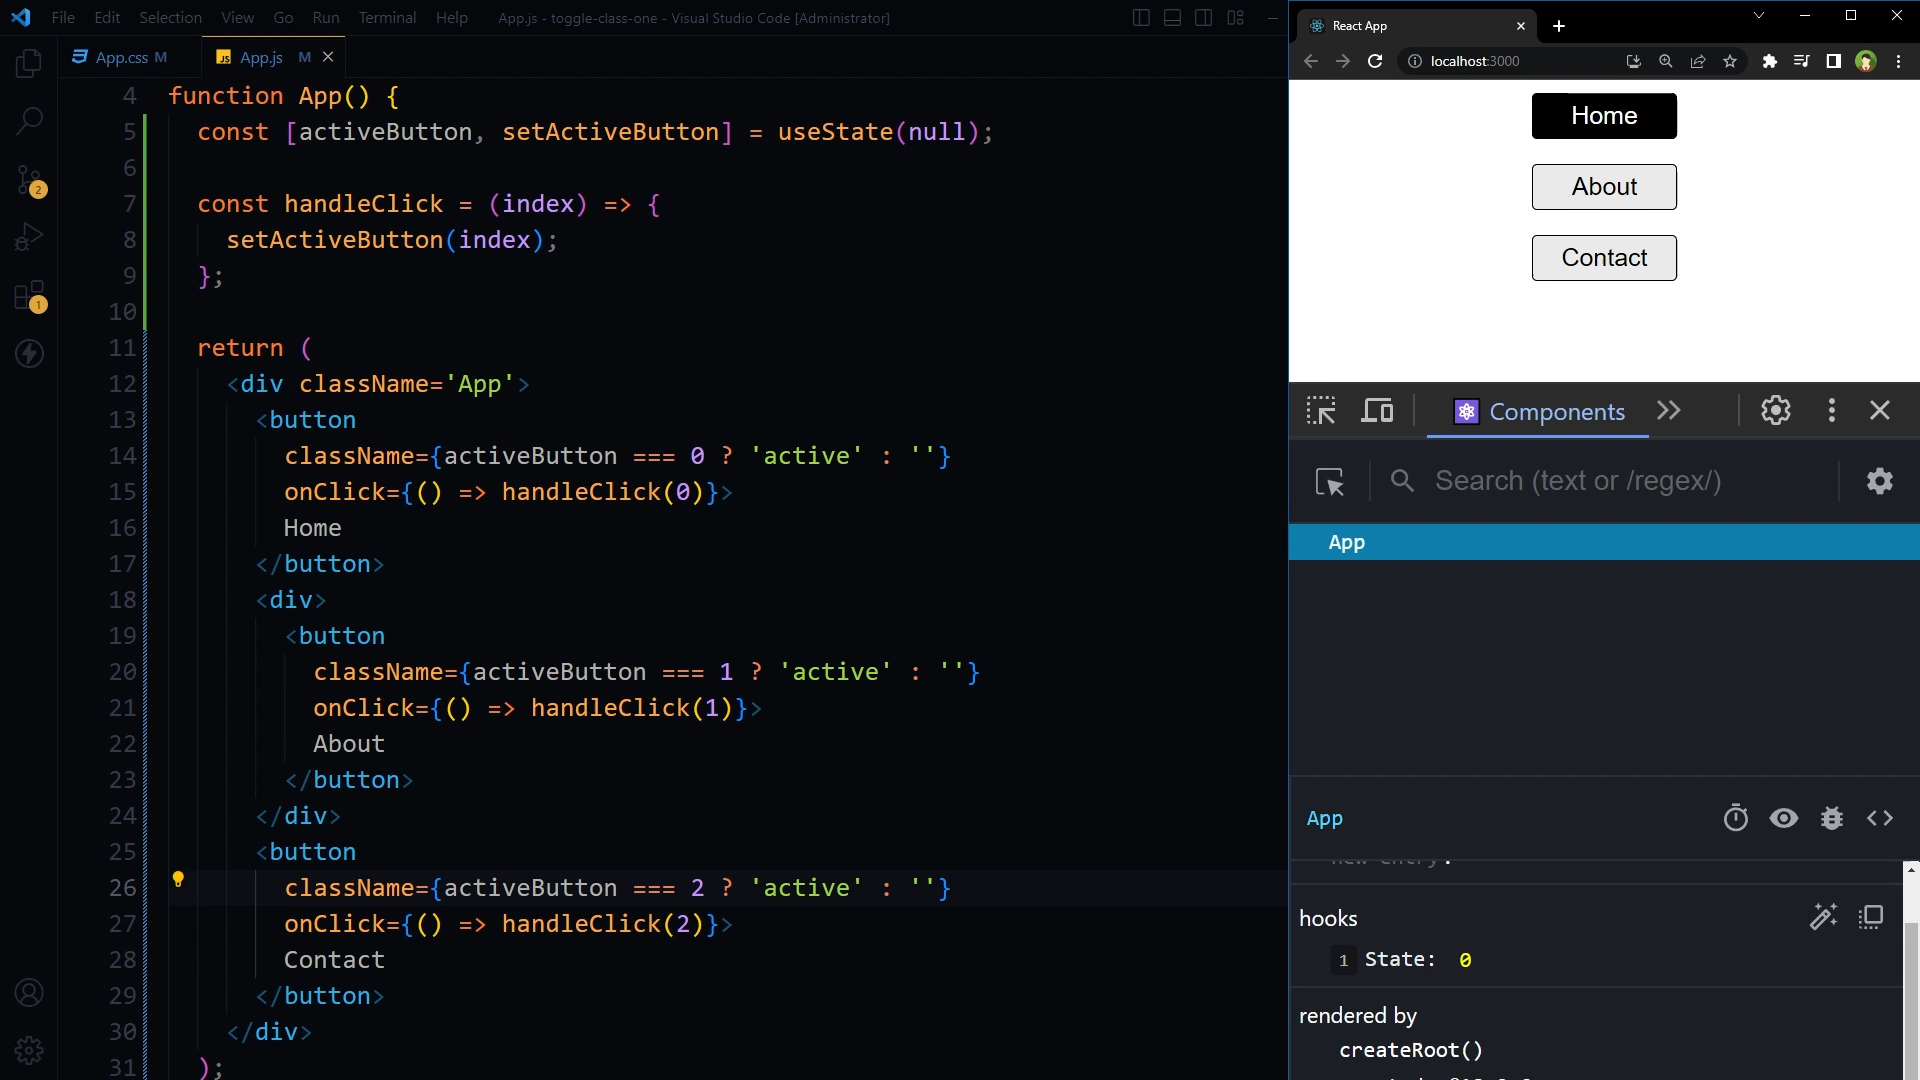 File Edit Selection View Go Run Terminal Help App.js - toggle-class-one - Visual Studio Code [Administrator]
App.css M
JS App.js M
4 function App() {
5 const [activeButton, setActiveButton] = useState(null);
6
7 const handleClick = (index) => {
8 setActiveButton(index);
9 };
10
11 return (
12 <div className='App'>
13 <button
14 className={activeButton === 0 ? 'active' : ''}
15 onClick={() => handleClick(0)}>
16 Home
17 </button>
18 <div>
19 <button
20 className={activeButton === 1 ? 'active' : ''}
21 onClick={() => handleClick(1)}>
22 About
23 </button>
24 </div>
25 <button
26 className={activeButton === 2 ? 'active' : ''}
27 onClick={() => handleClick(2)}>
28 Contact
29 </button>
30 </div>
31 );
2
1
React App
localhost:3000
Home
About
Contact
Components
Search (text or /regex/)
App
App
new entry:
hooks
1 State: 0
rendered by
createRoot()